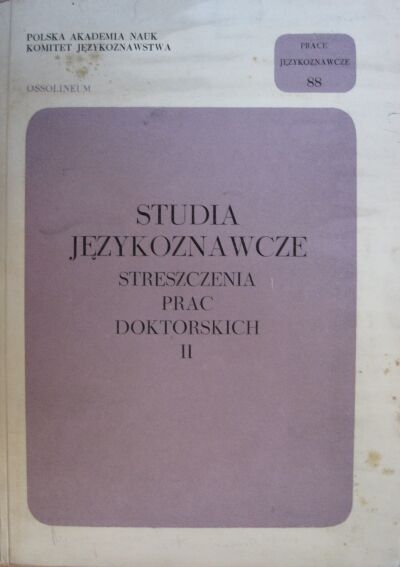 POLSKA AKADEMIA NAUK
KOMITET JĘZYKOZNAWSTWA
OSSOLINEUM
PRACE
JĘZYKOZNAWCZE
88
STUDIA
JĘZYKOZNAWCZE
STRESZCZENIA
PRAC
DOKTORSKICH
II